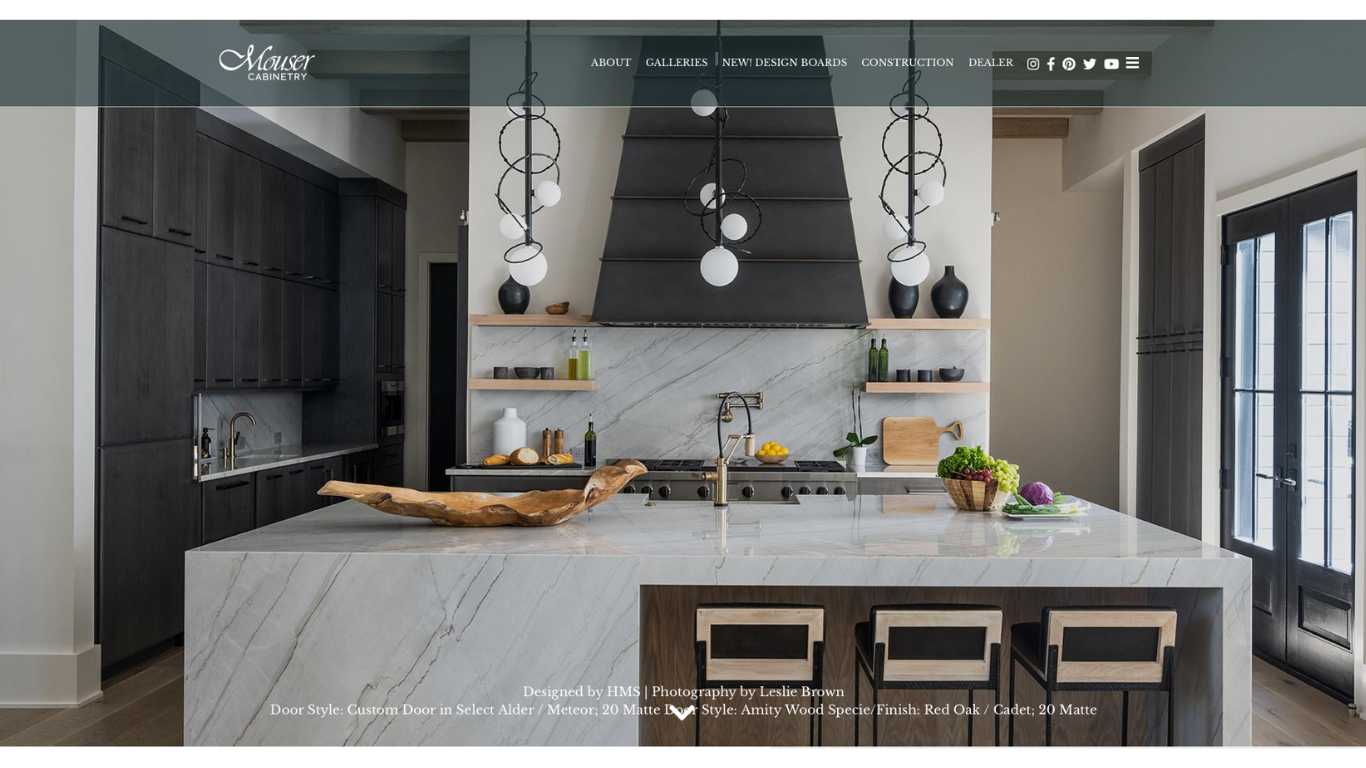 Mouser
CABINETRY
ABOUT GALLERIES NEW! DESIGN BOARDS CONSTRUCTION DEALER
Designed by HMS | Photography by Leslie Brown
Door Style: Custom Door in Select Alder / Meteor; 20 Matte Door Style: Amity Wood Specie/Finish: Red Oak / Cadet; 20 Matte